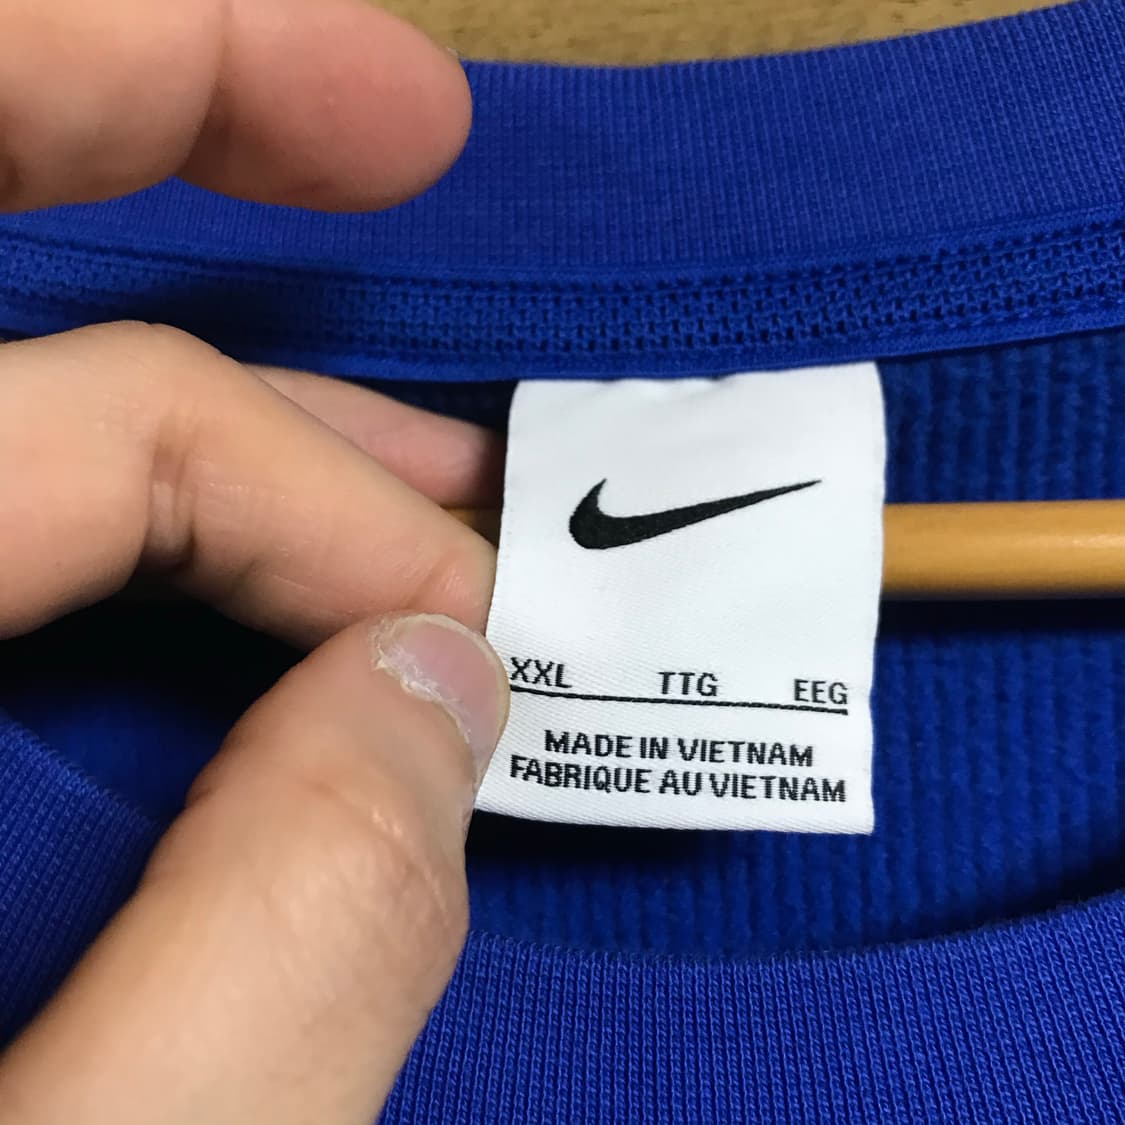 XXL TTG EEG
MADE IN VIETNAM
FABRIQUE AU VIETNAM